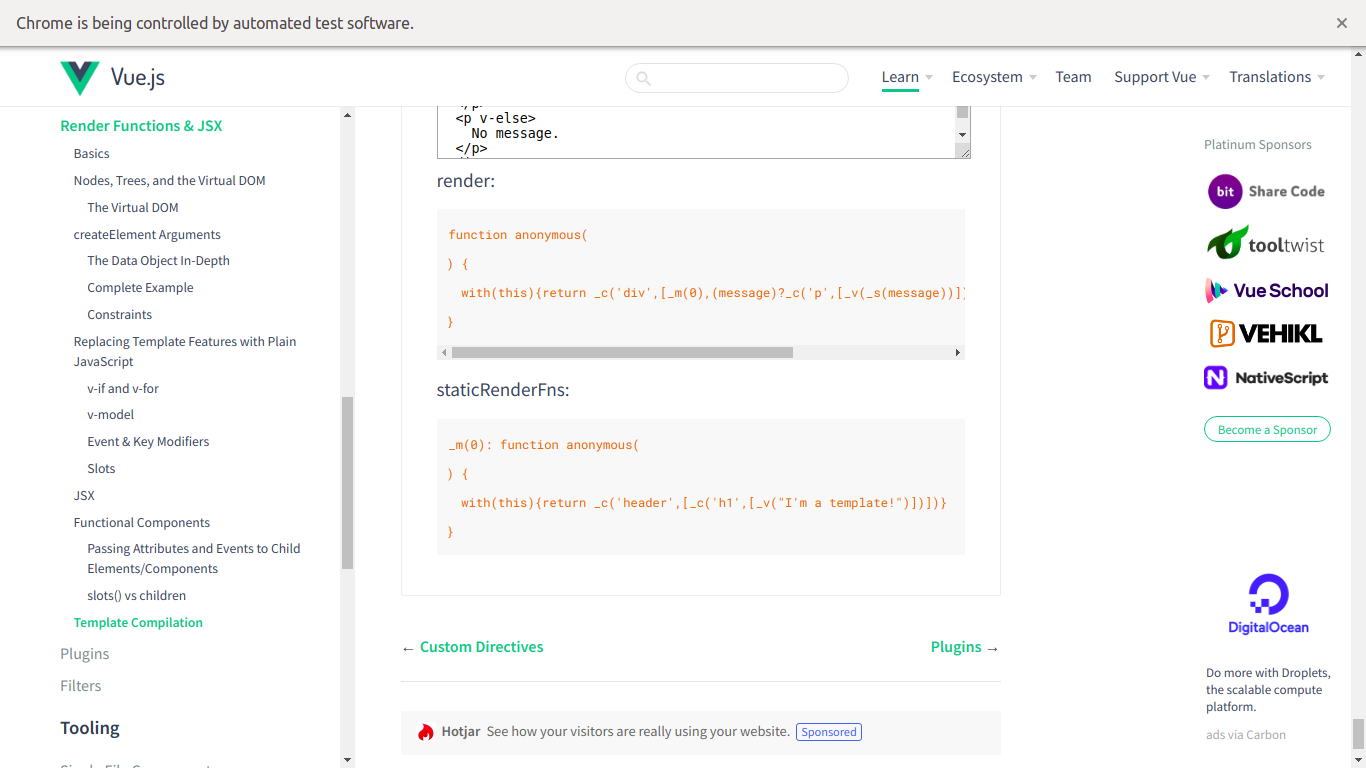 Chrome is being controlled by automated test software.
Vue.js
Learn
Ecosystem
Team
Support Vue
Translations
Render Functions & JSX
Basics
Nodes, Trees, and the Virtual DOM
The Virtual DOM
createElement Arguments
The Data Object In-Depth
Complete Example
Constraints
Replacing Template Features with Plain
JavaScript
v-if and v-for
v-model
Event & Key Modifiers
Slots
JSX
Functional Components
Passing Attributes and Events to Child
Elements/Components
slots() vs children
Template Compilation
Plugins
Filters
Tooling
<p v-else>
No message.
</p>
render:
function anonymous(
) {
with(this){return _c('div',[_m(0),(message)?_c('p',[_v(_s(message))])
}
staticRenderFns:
_m(0): function anonymous(
) {
with(this){return _c('header',[_c('h1',[_v("I'm a template!")])])}
}
← Custom Directives
Plugins →
Hotjar See how your visitors are really using your website. Sponsored
Platinum Sponsors
bit Share Code
tooltwist
Vue School
VEHIKL
NativeScript
Become a Sponsor
DigitalOcean
Do more with Droplets,
the scalable compute
platform.
ads via Carbon